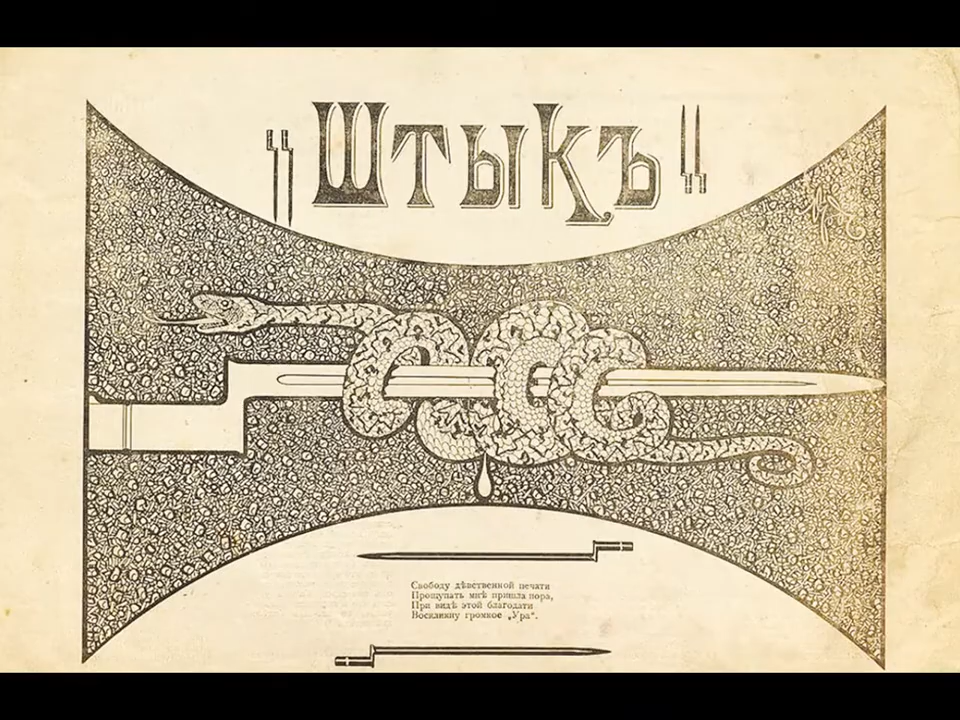 Штыкъ
Свободу дѣвственной печати
Прощупать мнѣ пришла пора,
При видѣ этой благодати
Воскликну громкое „Ура“.